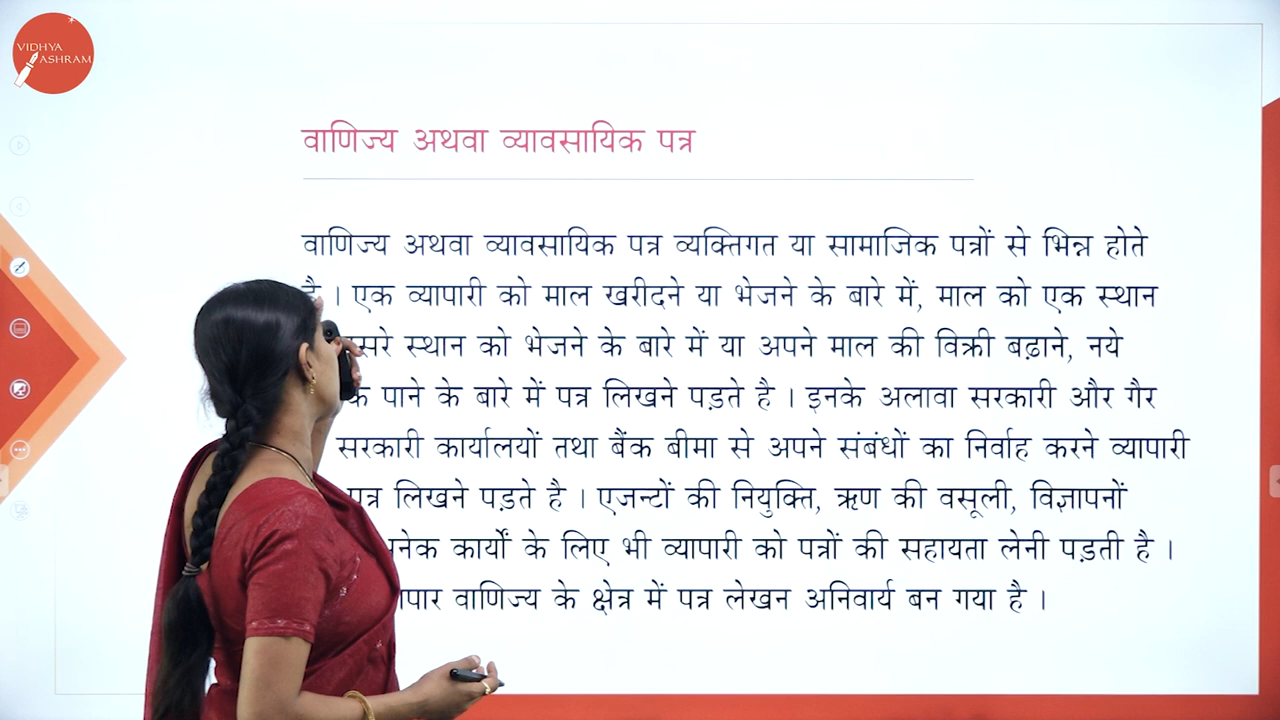 VIDHYA
ASHRAM
वाणिज्य अथवा व्यावसायिक पत्र
वाणिज्य अथवा व्यावसायिक पत्र व्यक्तिगत या सामाजिक पत्रों से भिन्न होते
है । एक व्यापारी को माल खरीदने या भेजने के बारे में, माल को एक स्थान
स्थान को भेजने के बारे में या अपने माल की विक्री बढ़ाने, नये
पाने के बारे में पत्र लिखने पड़ते है । इनके अलावा सरकारी और गैर
सरकारी कार्यालयों तथा बैंक बीमा से अपने संबंधों का निर्वाह करने व्यापारी
पत्र लिखने पड़ते है । एजन्टों की नियुक्ति, ऋण की वसूली, विज्ञापनों
कार्यों के लिए भी व्यापारी को पत्रों की सहायता लेनी पड़ती है ।
वाणिज्य के क्षेत्र में पत्र लेखन अनिवार्य बन गया है ।